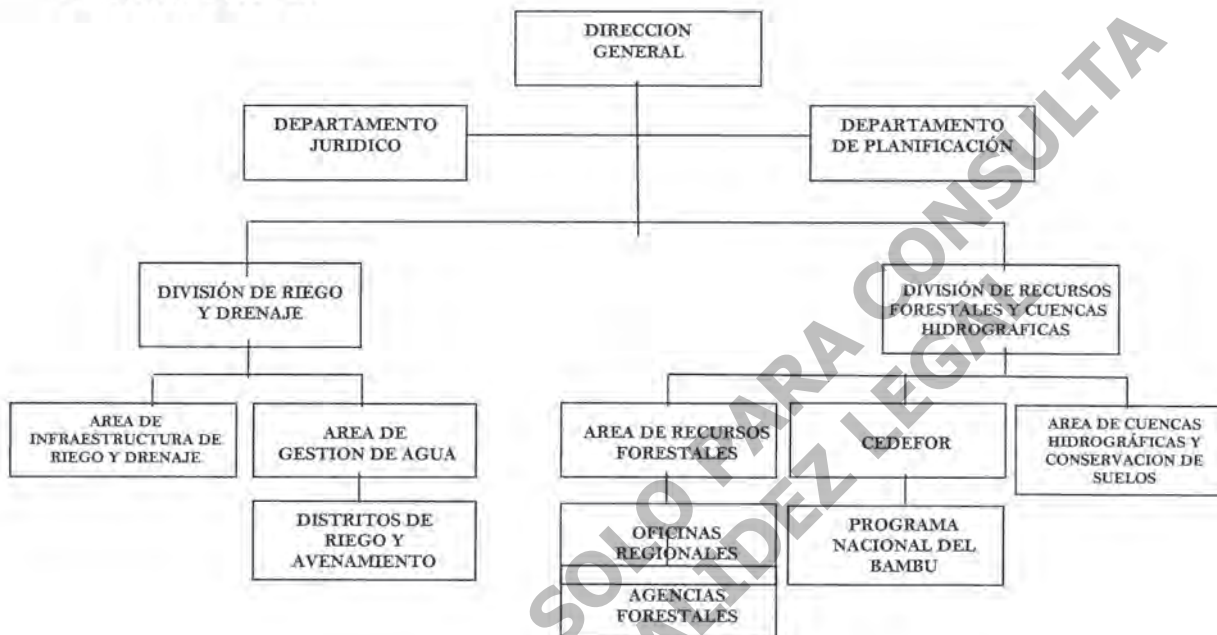 DIRECCION
GENERAL
DEPARTAMENTO
JURIDICO
DEPARTAMENTO
DE PLANIFICACIÓN
DIVISIÓN DE RIEGO
Y DRENAJE
DIVISIÓN DE RECURSOS
FORESTALES Y CUENCAS
HIDROGRAFICAS
AREA DE
INFRAESTRUCTURA DE
RIEGO Y DRENAJE
AREA DE
GESTION DE AGUA
AREA DE RECURSOS
FORESTALES
CEDEFOR
AREA DE CUENCAS
HIDROGRÁFICAS Y
CONSERVACION DE
SUELOS
DISTRITOS DE
RIEGO Y
AVENAMIENTO
OFICINAS
REGIONALES
PROGRAMA
NACIONAL DEL
BAMBU
AGENCIAS
FORESTALES
SOLO PARA CONSULTA
LEGAL